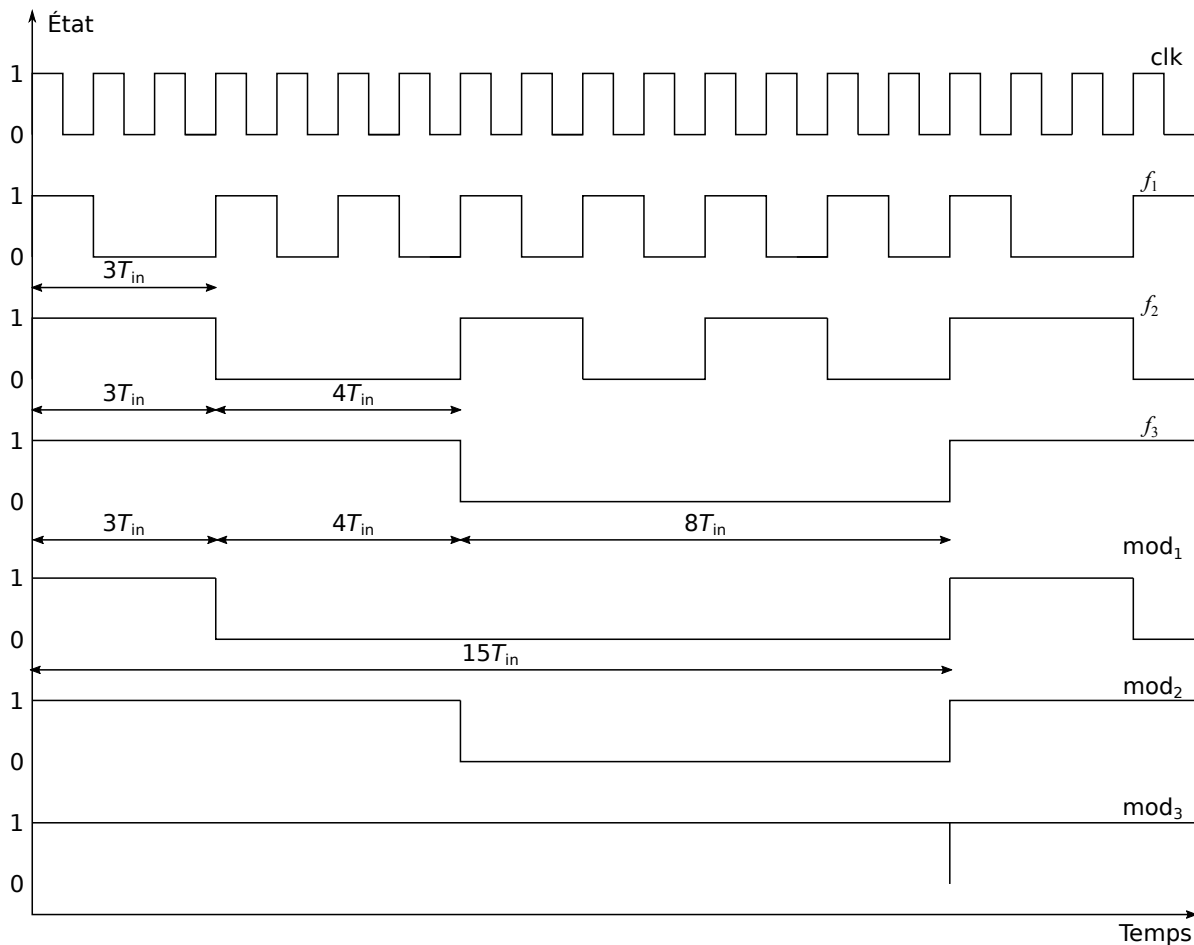 État
clk
1
0
f₁
1
0
3Tᵢₙ
f₂
1
0
3Tᵢₙ 4Tᵢₙ
f₃
1
0
3Tᵢₙ 4Tᵢₙ 8Tᵢₙ
mod₁
1
0
15Tᵢₙ
mod₂
1
0
mod₃
1
0
Temps